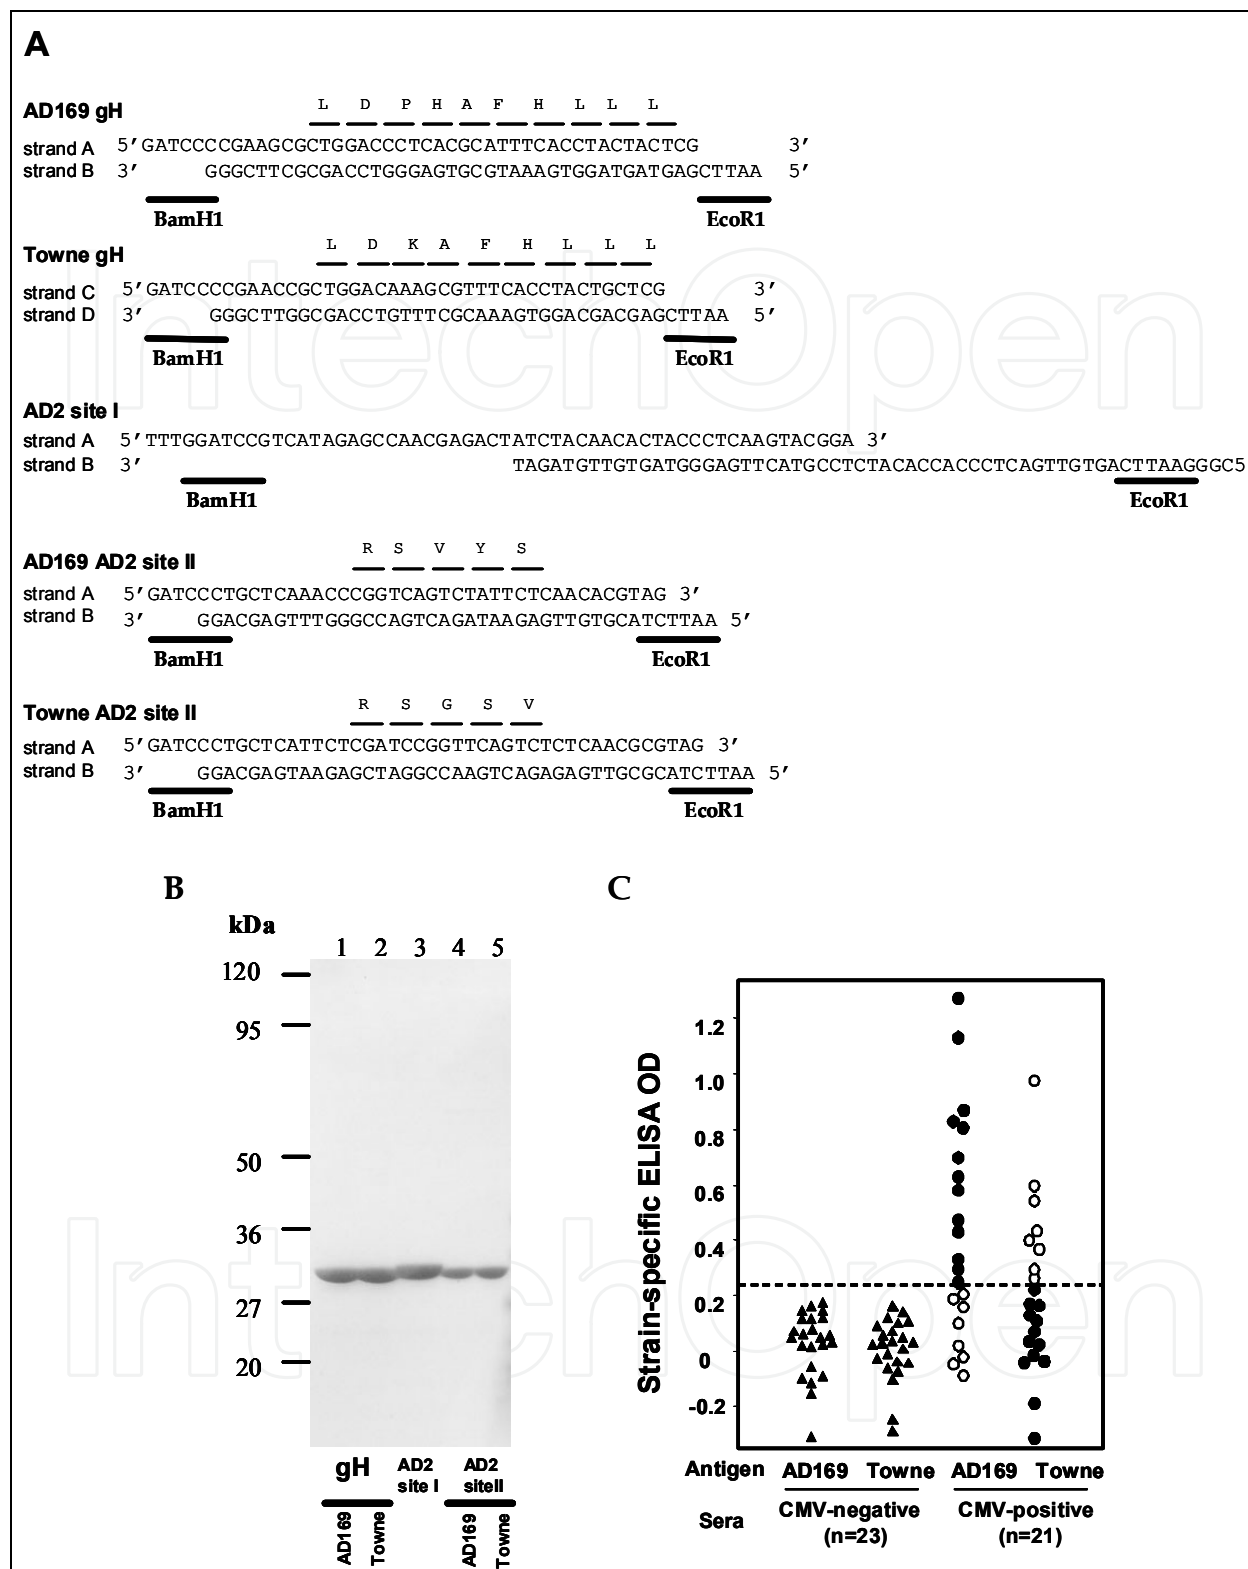 A
AD169 gH
L D P H A F H L L L
strand A 5’GATCCCCGAAGCGCTGGACCCTCACGCATTTCACCTACTACTCG 3’
strand B 3’ GGGCTTCGCGACCTGGGAGTGCGTAAAGTGGATGATGAGCTTAA 5’
BamH1 EcoR1
Towne gH
L D K A F H L L L
strand C 5’GATCCCCGAACCGCTGGACAAAGCGTTTCACCTACTGCTCG 3’
strand D 3’ GGGCTTGGCGACCTGTTTCGCAAAGTGGACGACGAGCTTAA 5’
BamH1 EcoR1
AD2 site I
strand A 5’TTTGGATCCGTCATAGAGCCAACGAGACTATCTACAACACTACCCTCAAGTACGGA 3’
strand B 3’ TAGATGTTGTGATGGGAGTTCATGCCTCTACACCACCCTCAGTTGTGACTTAAGGGC5
BamH1 EcoR1
AD169 AD2 site II
R S V Y S
strand A 5’GATCCCTGCTCAAACCCGGTCAGTCTATTCTCAACACGTAG 3’
strand B 3’ GGACGAGTTTGGGCCAGTCAGATAAGAGTTGTGCATCTTAA 5’
BamH1 EcoR1
Towne AD2 site II
R S G S V
strand A 5’GATCCCTGCTCATTCTCGATCCGGTTCAGTCTCTCAACGCGTAG 3’
strand B 3’ GGACGAGTAAGAGCTAGGCCAAGTCAGAGAGTTGCGCATCTTAA 5’
BamH1 EcoR1
B
kDa
1 2 3 4 5
120
95
50
36
27
20
gH AD2 site I AD2 siteII
AD169 Towne AD169 Towne
C
Strain-specific ELISA OD
1.2
1.0
0.8
0.6
0.4
0.2
0
-0.2
Antigen AD169 Towne AD169 Towne
Sera CMV-negative CMV-positive
(n=23) (n=21)
IntechOpen
IntechOpen